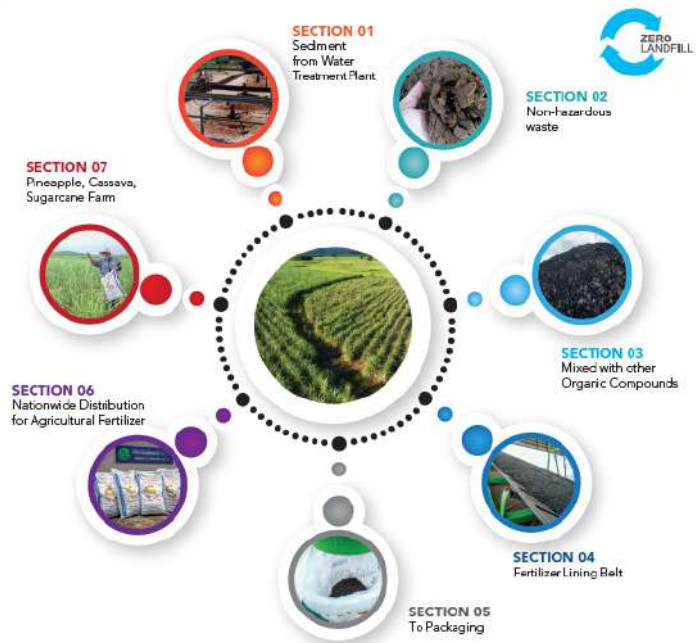 ZERO
LANDFILL
SECTION 01
Sediment
from Water
Treatment Plant
SECTION 02
Non-hazardous
waste
SECTION 03
Mixed with other
Organic Compounds
SECTION 04
Fertilizer Lining Belt
SECTION 05
To Packaging
SECTION 06
Nationwide Distribution
for Agricultural Fertilizer
SECTION 07
Pineapple, Cassava,
Sugarcane Farm